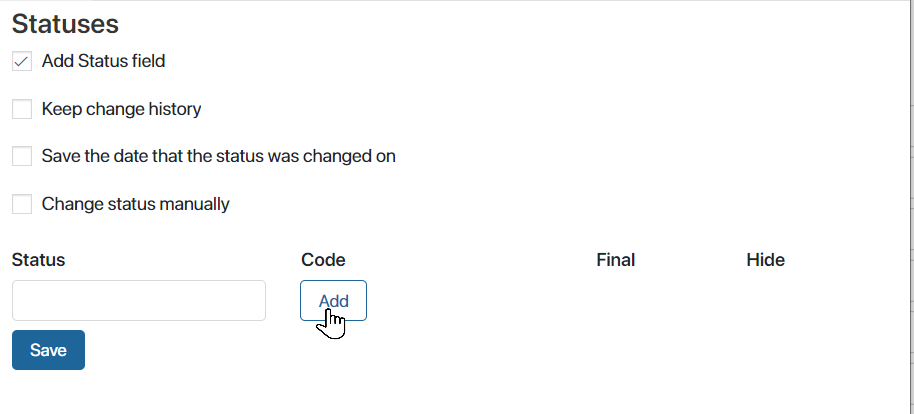 Statuses
Add Status field
Keep change history
Save the date that the status was changed on
Change status manually
Status Code Final Hide
Add
Save